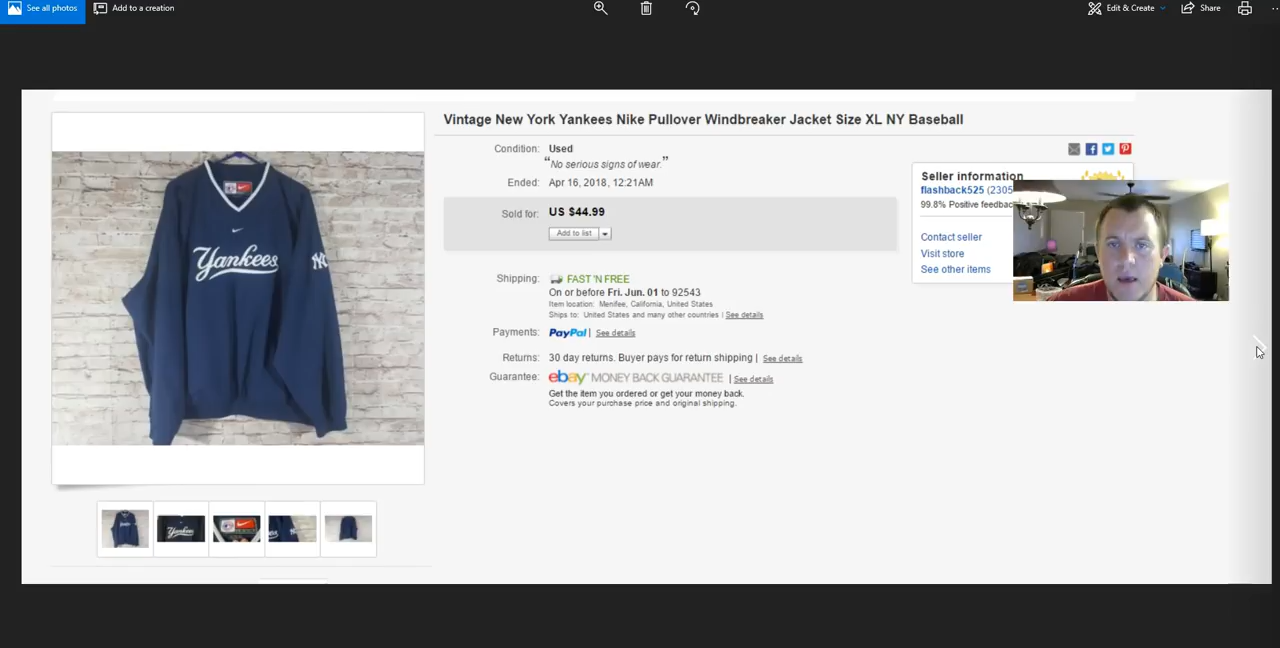 See all photos
Add to a creation
Edit & Create
Share
Vintage New York Yankees Nike Pullover Windbreaker Jacket Size XL NY Baseball
Condition: Used
“No serious signs of wear.”
Ended: Apr 16, 2018, 12:21AM
Sold for: US $44.99
Add to list
Shipping: FAST 'N FREE
On or before Fri. Jun. 01 to 92543
Item location: Menifee, California, United States
Ships to: United States and many other countries | See details
Payments: PayPal | See details
Returns: 30 day returns. Buyer pays for return shipping | See details
Guarantee: ebay MONEY BACK GUARANTEE | See details
Get the item you ordered or get your money back.
Covers your purchase price and original shipping.
Seller information
flashback525 (2305
99.8% Positive feedbac
Contact seller
Visit store
See other items
Yankees
NY
Yankees